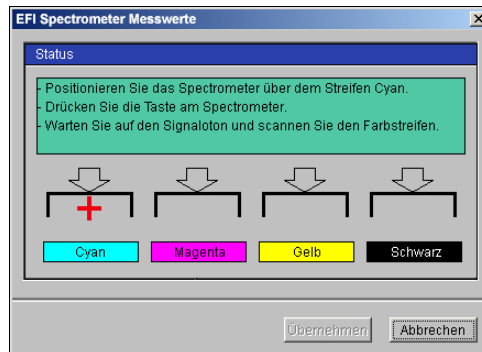 EFI Spectrometer Messwerte
Status
- Positionieren Sie das Spectrometer über dem Streifen Cyan.
- Drücken Sie die Taste am Spectrometer.
- Warten Sie auf den Signaloton und scannen Sie den Farbstreifen.
Cyan Magenta Gelb Schwarz
Übernehmen Abbrechen